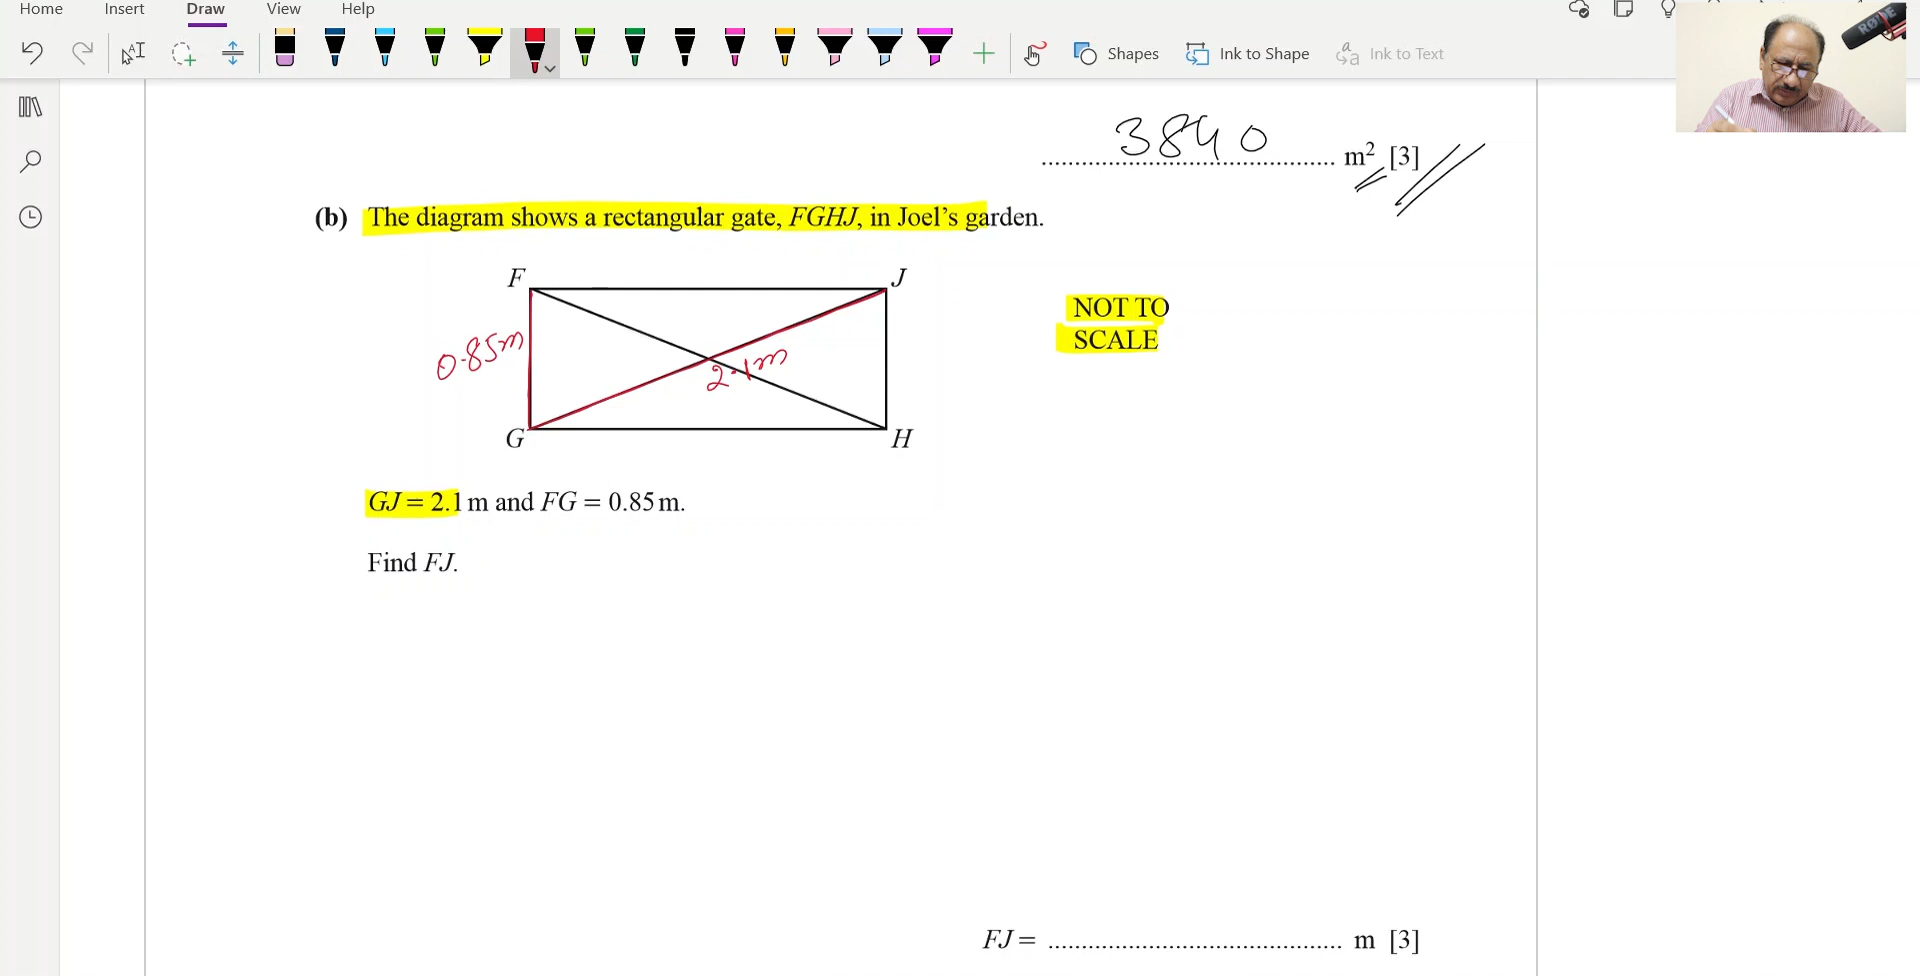 Home Insert Draw View Help
Shapes Ink to Shape Ink to Text
RØDE
3840
........................................... m² [3]
(b) The diagram shows a rectangular gate, FGHJ, in Joel’s garden.
F J
NOT TO
SCALE
0.85m
2.1m
G H
GJ = 2.1 m and FG = 0.85 m.
Find FJ.
FJ = ........................................... m [3]